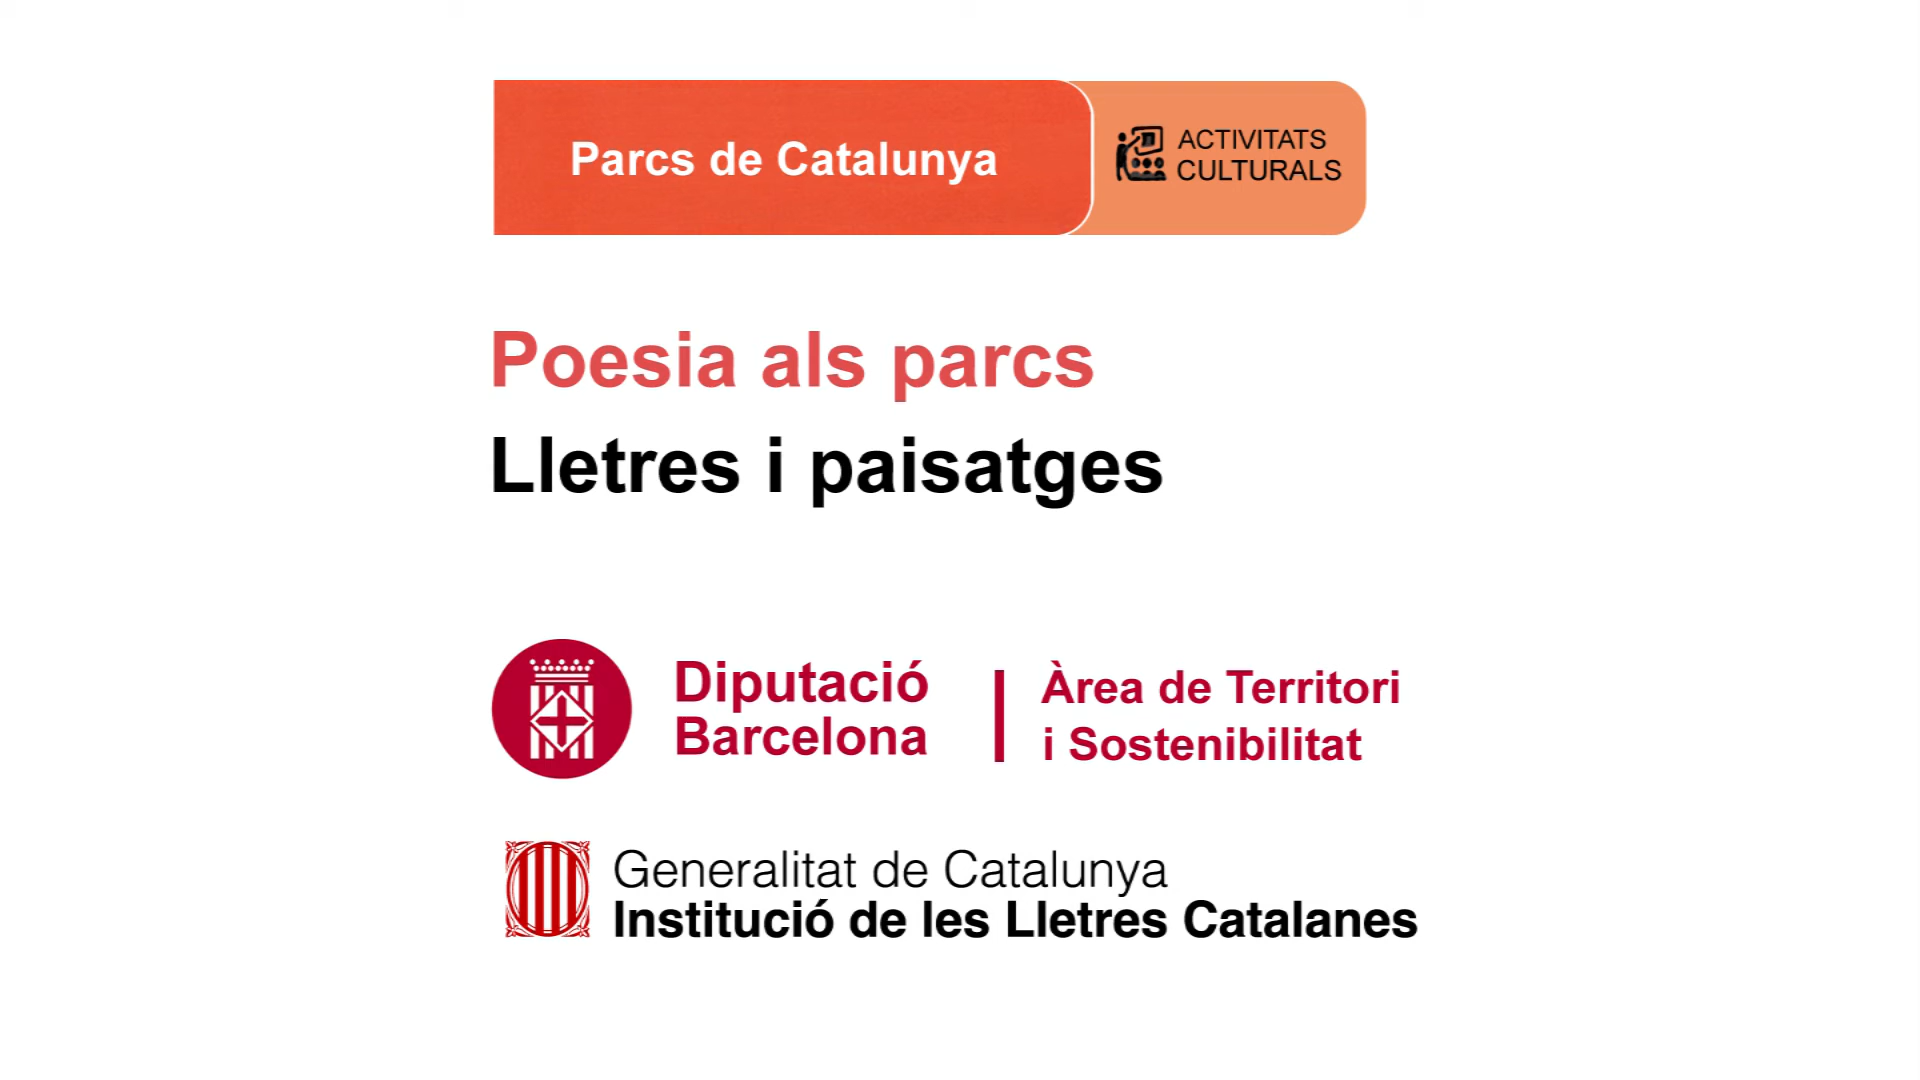 Parcs de Catalunya
ACTIVITATS
CULTURALS
Poesia als parcs
Lletres i paisatges
Diputació
Barcelona
Àrea de Territori
i Sostenibilitat
Generalitat de Catalunya
Institució de les Lletres Catalanes